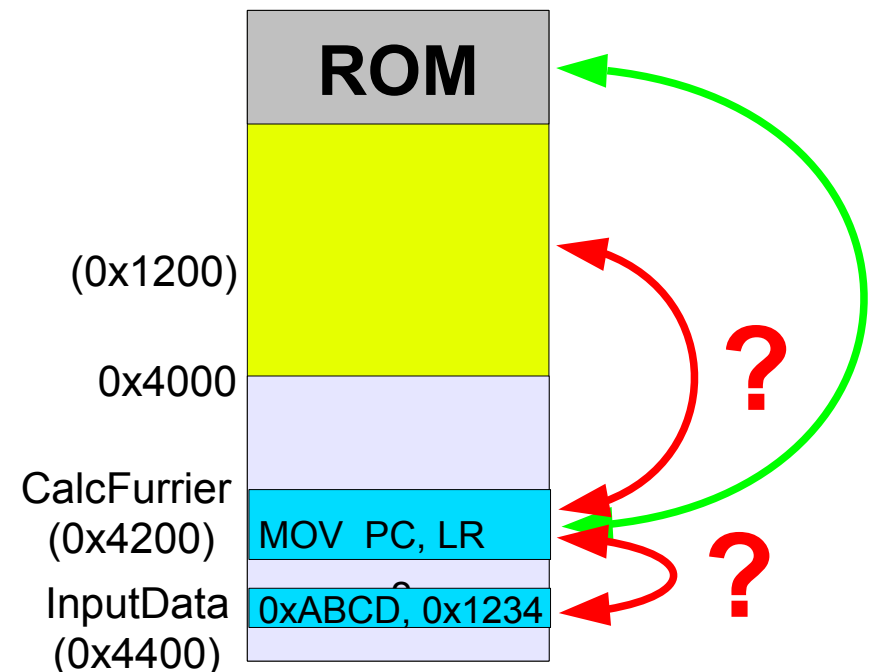 ROM
(0x1200)
?
0x4000
CalcFurrier
(0x4200)
MOV PC, LR
?
InputData
(0x4400)
0xABCD, 0x1234